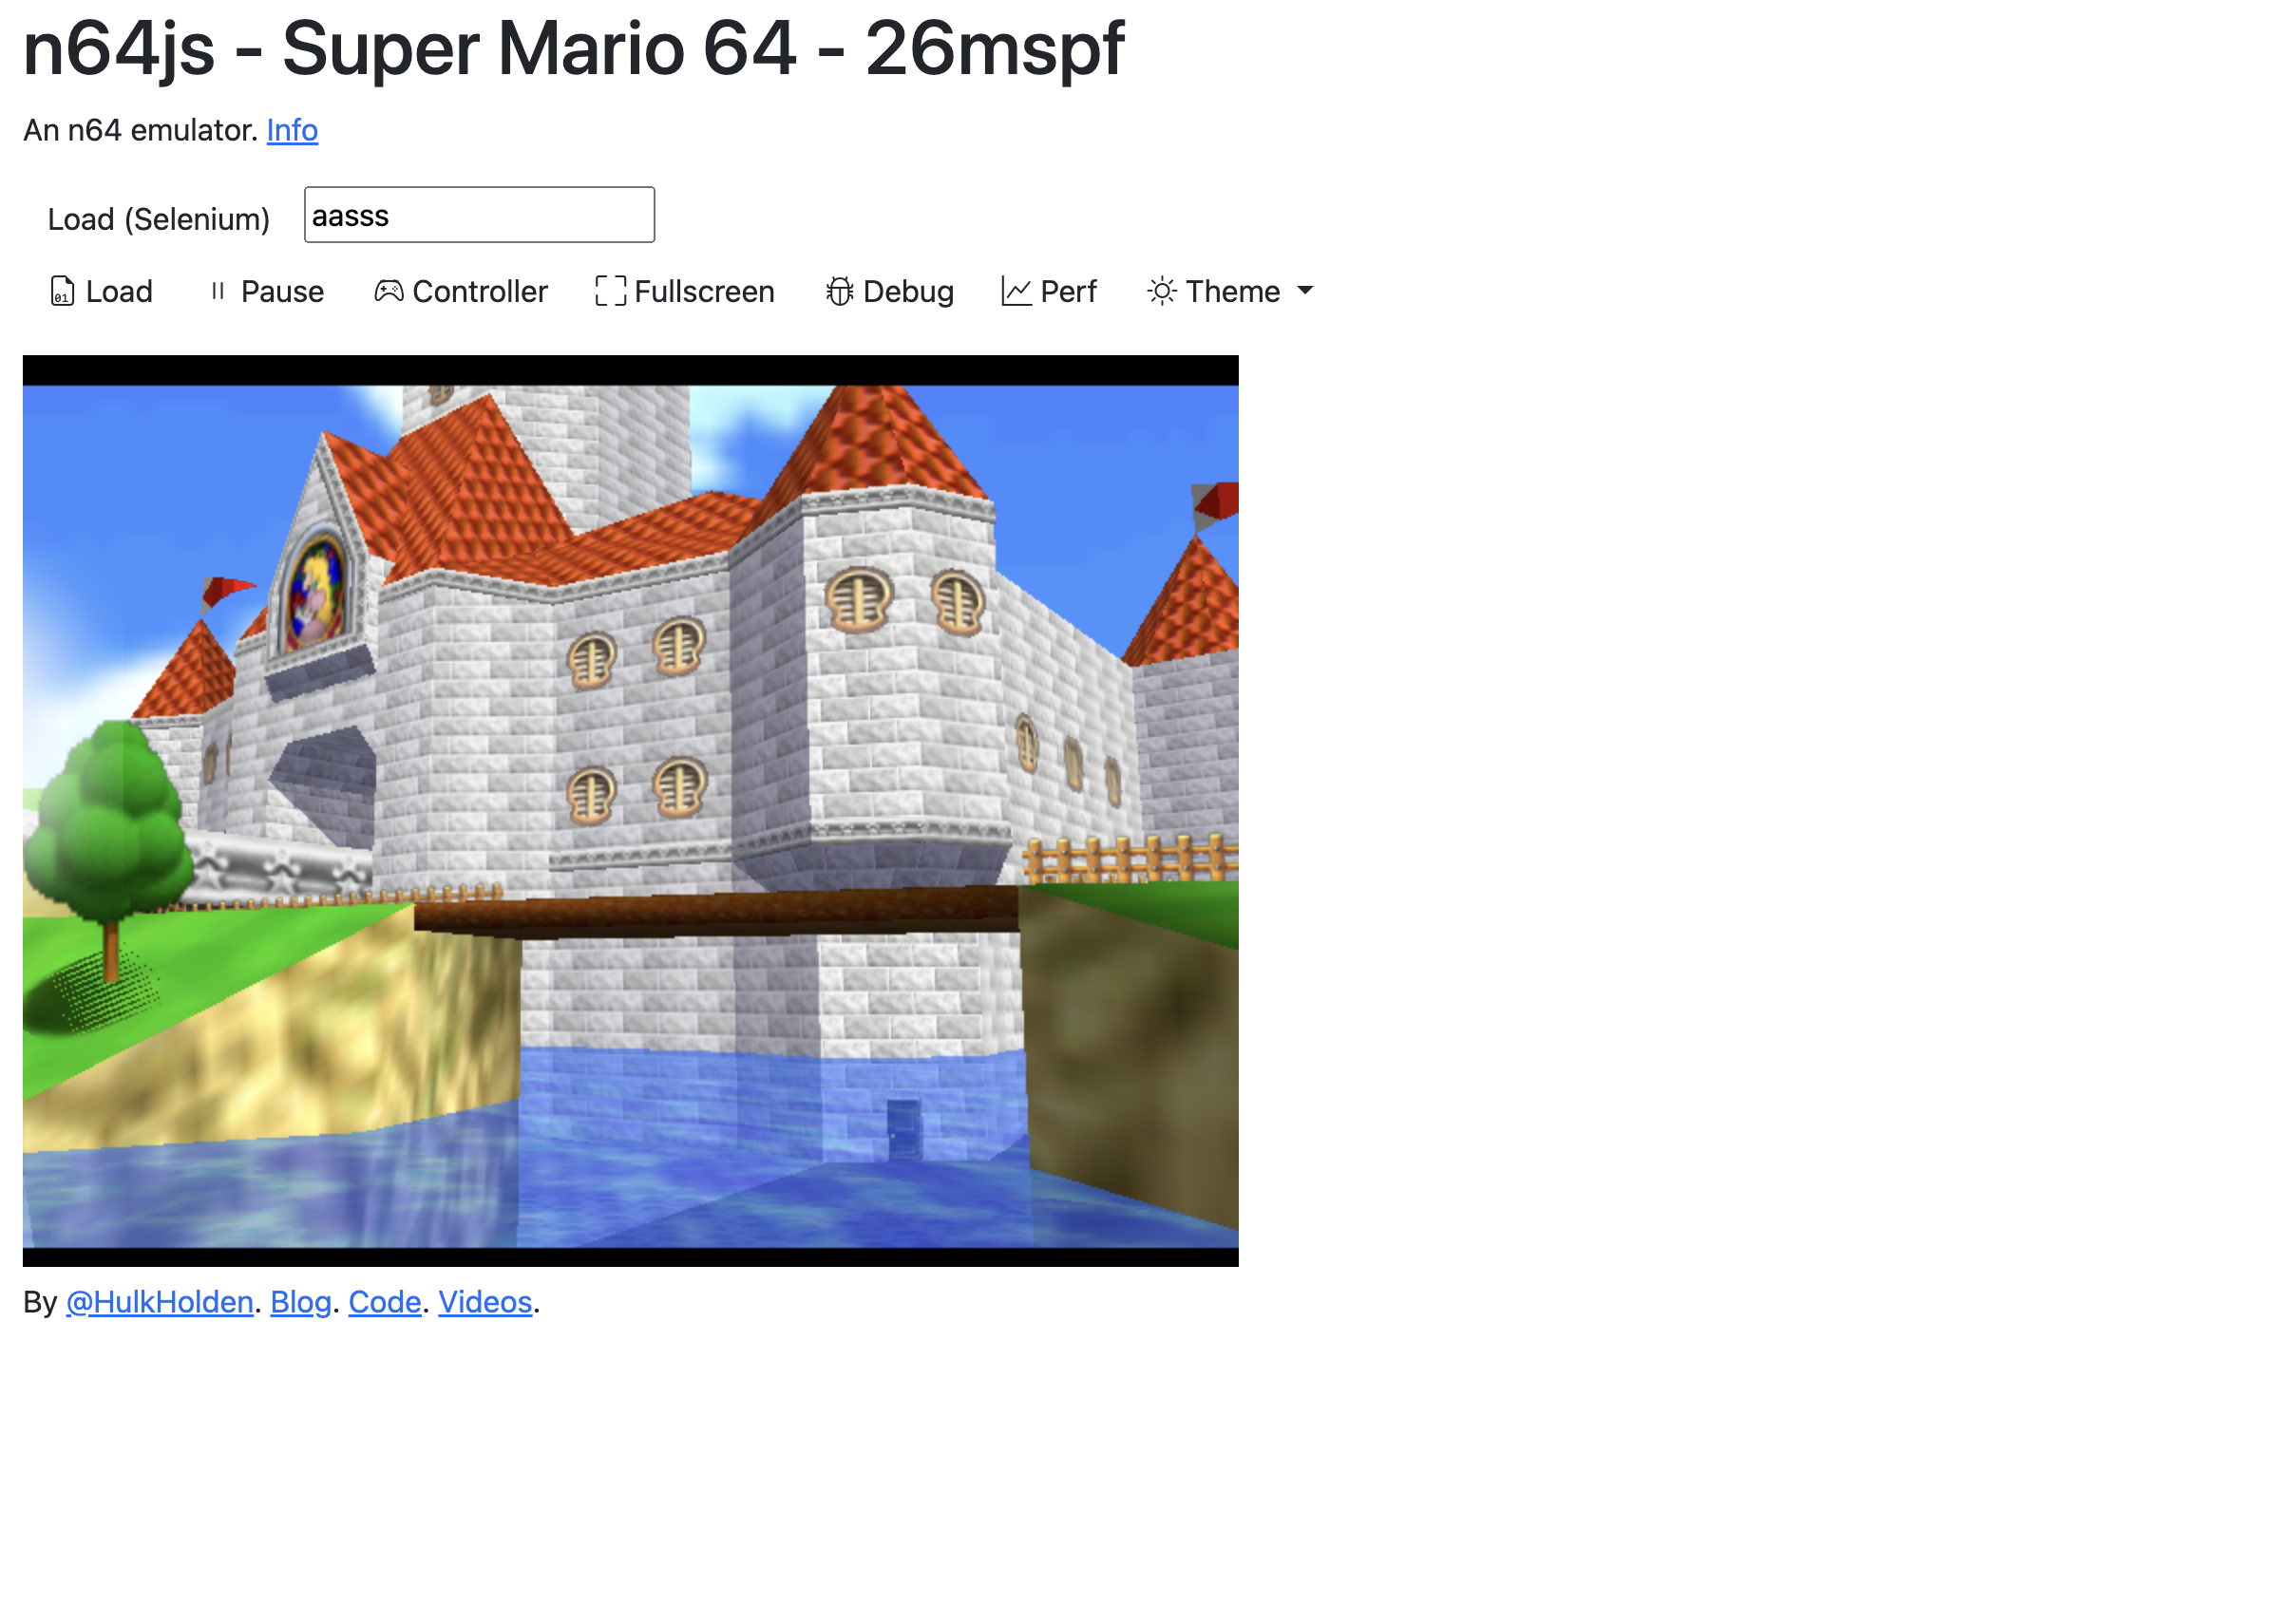 n64js - Super Mario 64 - 26mspf
An n64 emulator. Info
Load (Selenium) aasss
Load Pause Controller Fullscreen Debug Perf Theme
By @HulkHolden. Blog. Code. Videos.